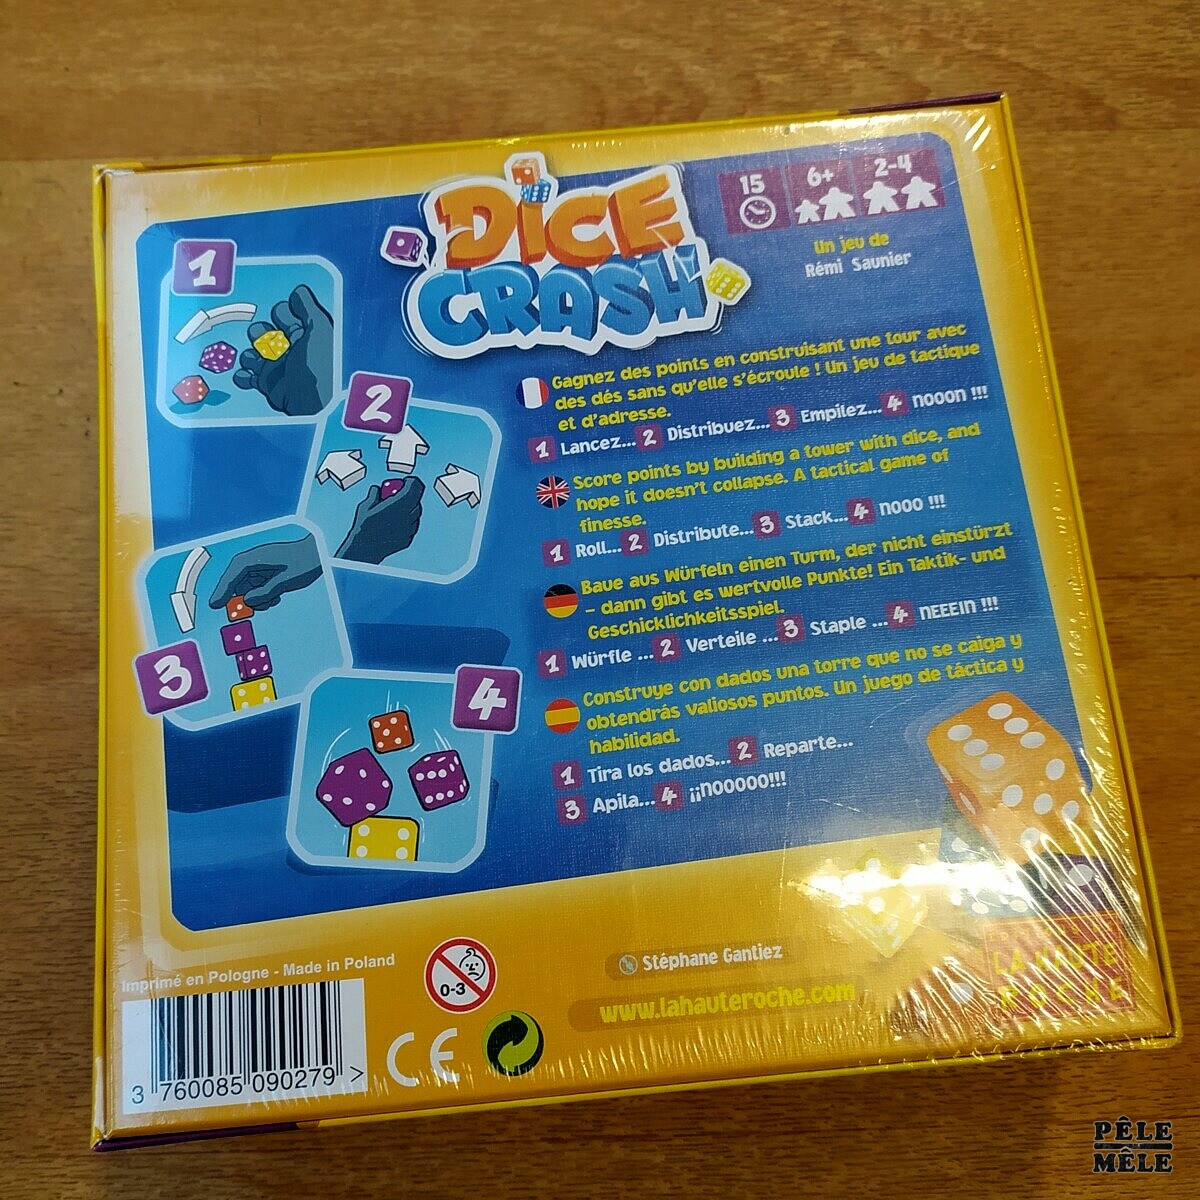 DiCE
CRASH
15
6+
2-4
Un jeu de
Rémi Saunier
1
2
3
4
Gagnez des points en construisant une tour avec
des dés sans qu'elle s'écroule ! Un jeu de tactique
et d'adresse.
1 Lancez... 2 Distribuez... 3 Empilez... 4 nooon !!!
Score points by building a tower with dice, and
hope it doesn't collapse. A tactical game of
finesse.
1 Roll... 2 Distribute... 3 Stack... 4 nooo !!!
Baue aus Würfeln einen Turm, der nicht einstürzt
– dann gibt es wertvolle Punkte! Ein Taktik- und
Geschicklichkeitsspiel.
1 Würfle ... 2 Verteile ... 3 Staple ... 4 NEEEIN !!!
Construye con dados una torre que no se caiga y
obtendrás valiosos puntos. Un juego de táctica y
habilidad.
1 Tira los dados... 2 Reparte...
3 Apila... 4 ¡¡nooooo!!!
Imprimé en Pologne - Made in Poland
0-3
CE
3 760085 090279 >
Stéphane Gantiez
www.lahauteroche.com
LA HAUTE
ROCHE
PÊLE
MÊLE